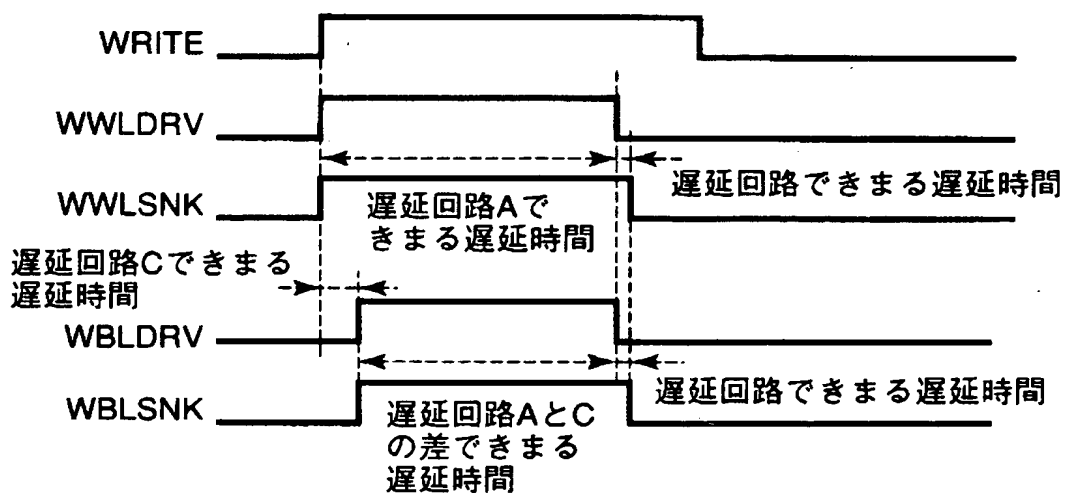 WRITE
WWLDRV
遅延回路できまる遅延時間
WWLSNK
遅延回路Aで
きまる遅延時間
遅延回路Cできまる
遅延時間
WBLDRV
遅延回路できまる遅延時間
WBLSNK
遅延回路AとC
の差できまる
遅延時間